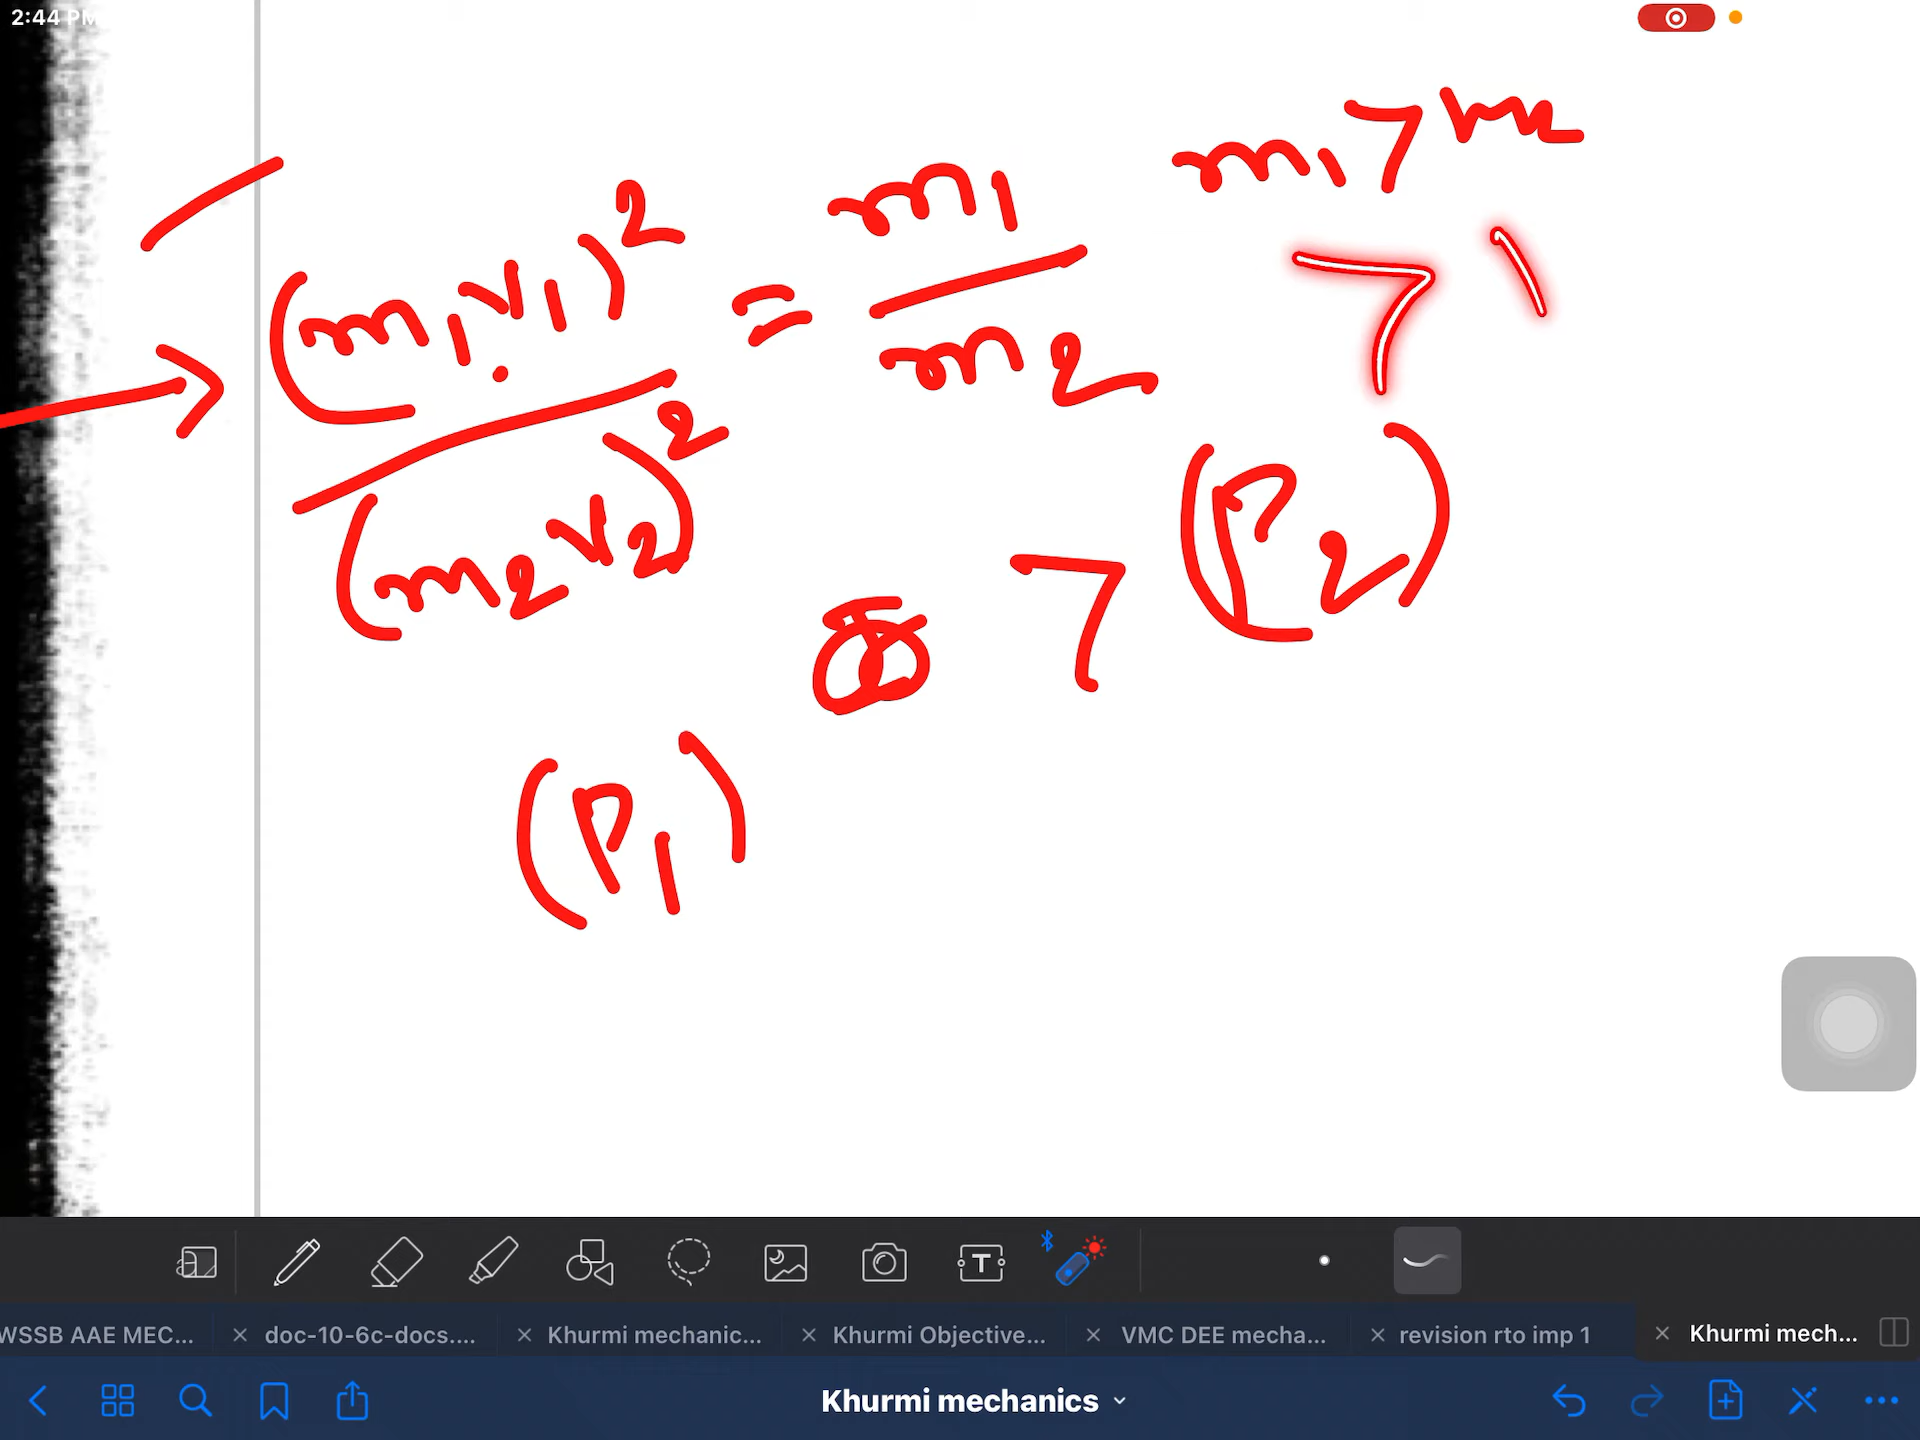 2:44 PM
(m₁v₁)² / (m₂v₂)² = m₁ / m₂
m₁ > m₂
> 1
(P₁) > (P₂)
WSSB AAE MEC...
doc-10-6c-docs....
Khurmi mechanic...
Khurmi Objective...
VMC DEE mecha...
revision rto imp 1
Khurmi mech...
Khurmi mechanics